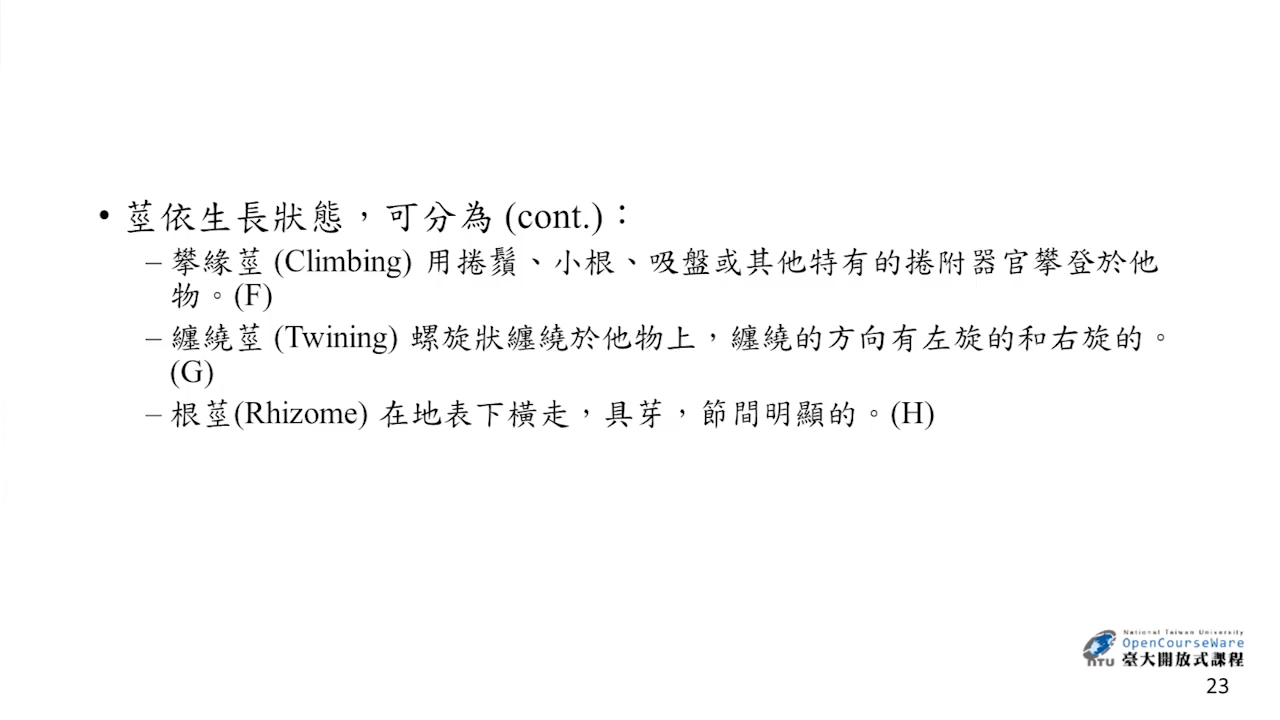 • 莖依生長狀態，可分為 (cont.)：
– 攀緣莖 (Climbing) 用捲鬚、小根、吸盤或其他特有的捲附器官攀登於他
物。(F)
– 纏繞莖 (Twining) 螺旋狀纏繞於他物上，纏繞的方向有左旋的和右旋的。
(G)
– 根莖(Rhizome) 在地表下橫走，具芽，節間明顯的。(H)
National Taiwan University
OpenCourseWare
NTU 臺大開放式課程
23